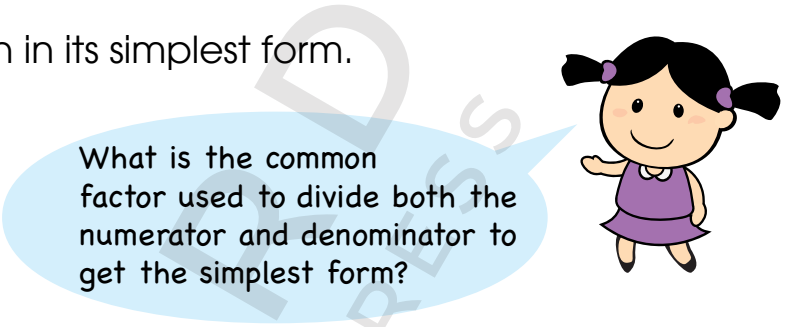 n in its simplest form.
What is the common
factor used to divide both the
numerator and denominator to
get the simplest form?
R D
RESS